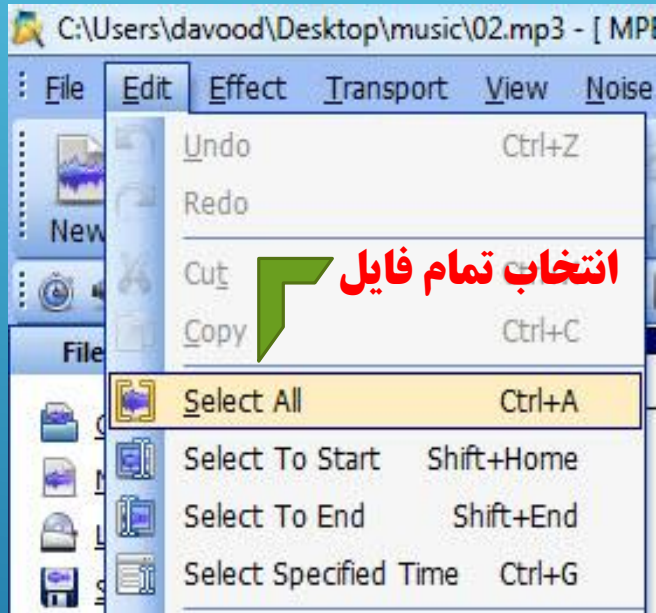 C:\Users\davood\Desktop\music\02.mp3 - [ MPE
File Edit Effect Transport View Noise
Undo Ctrl+Z
Redo
New
انتخاب تمام فایل
Cut
Copy Ctrl+C
File
Select All Ctrl+A
Select To Start Shift+Home
Select To End Shift+End
Select Specified Time Ctrl+G